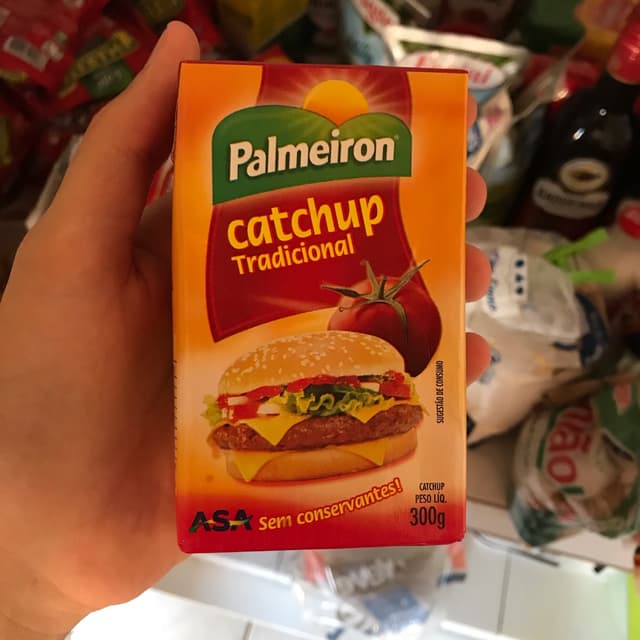 Palmeiron
catchup
Tradicional
SUGESTÃO DE CONSUMO
CATCHUP
PESO LÍQ.
300g
ASA
Sem conservantes!